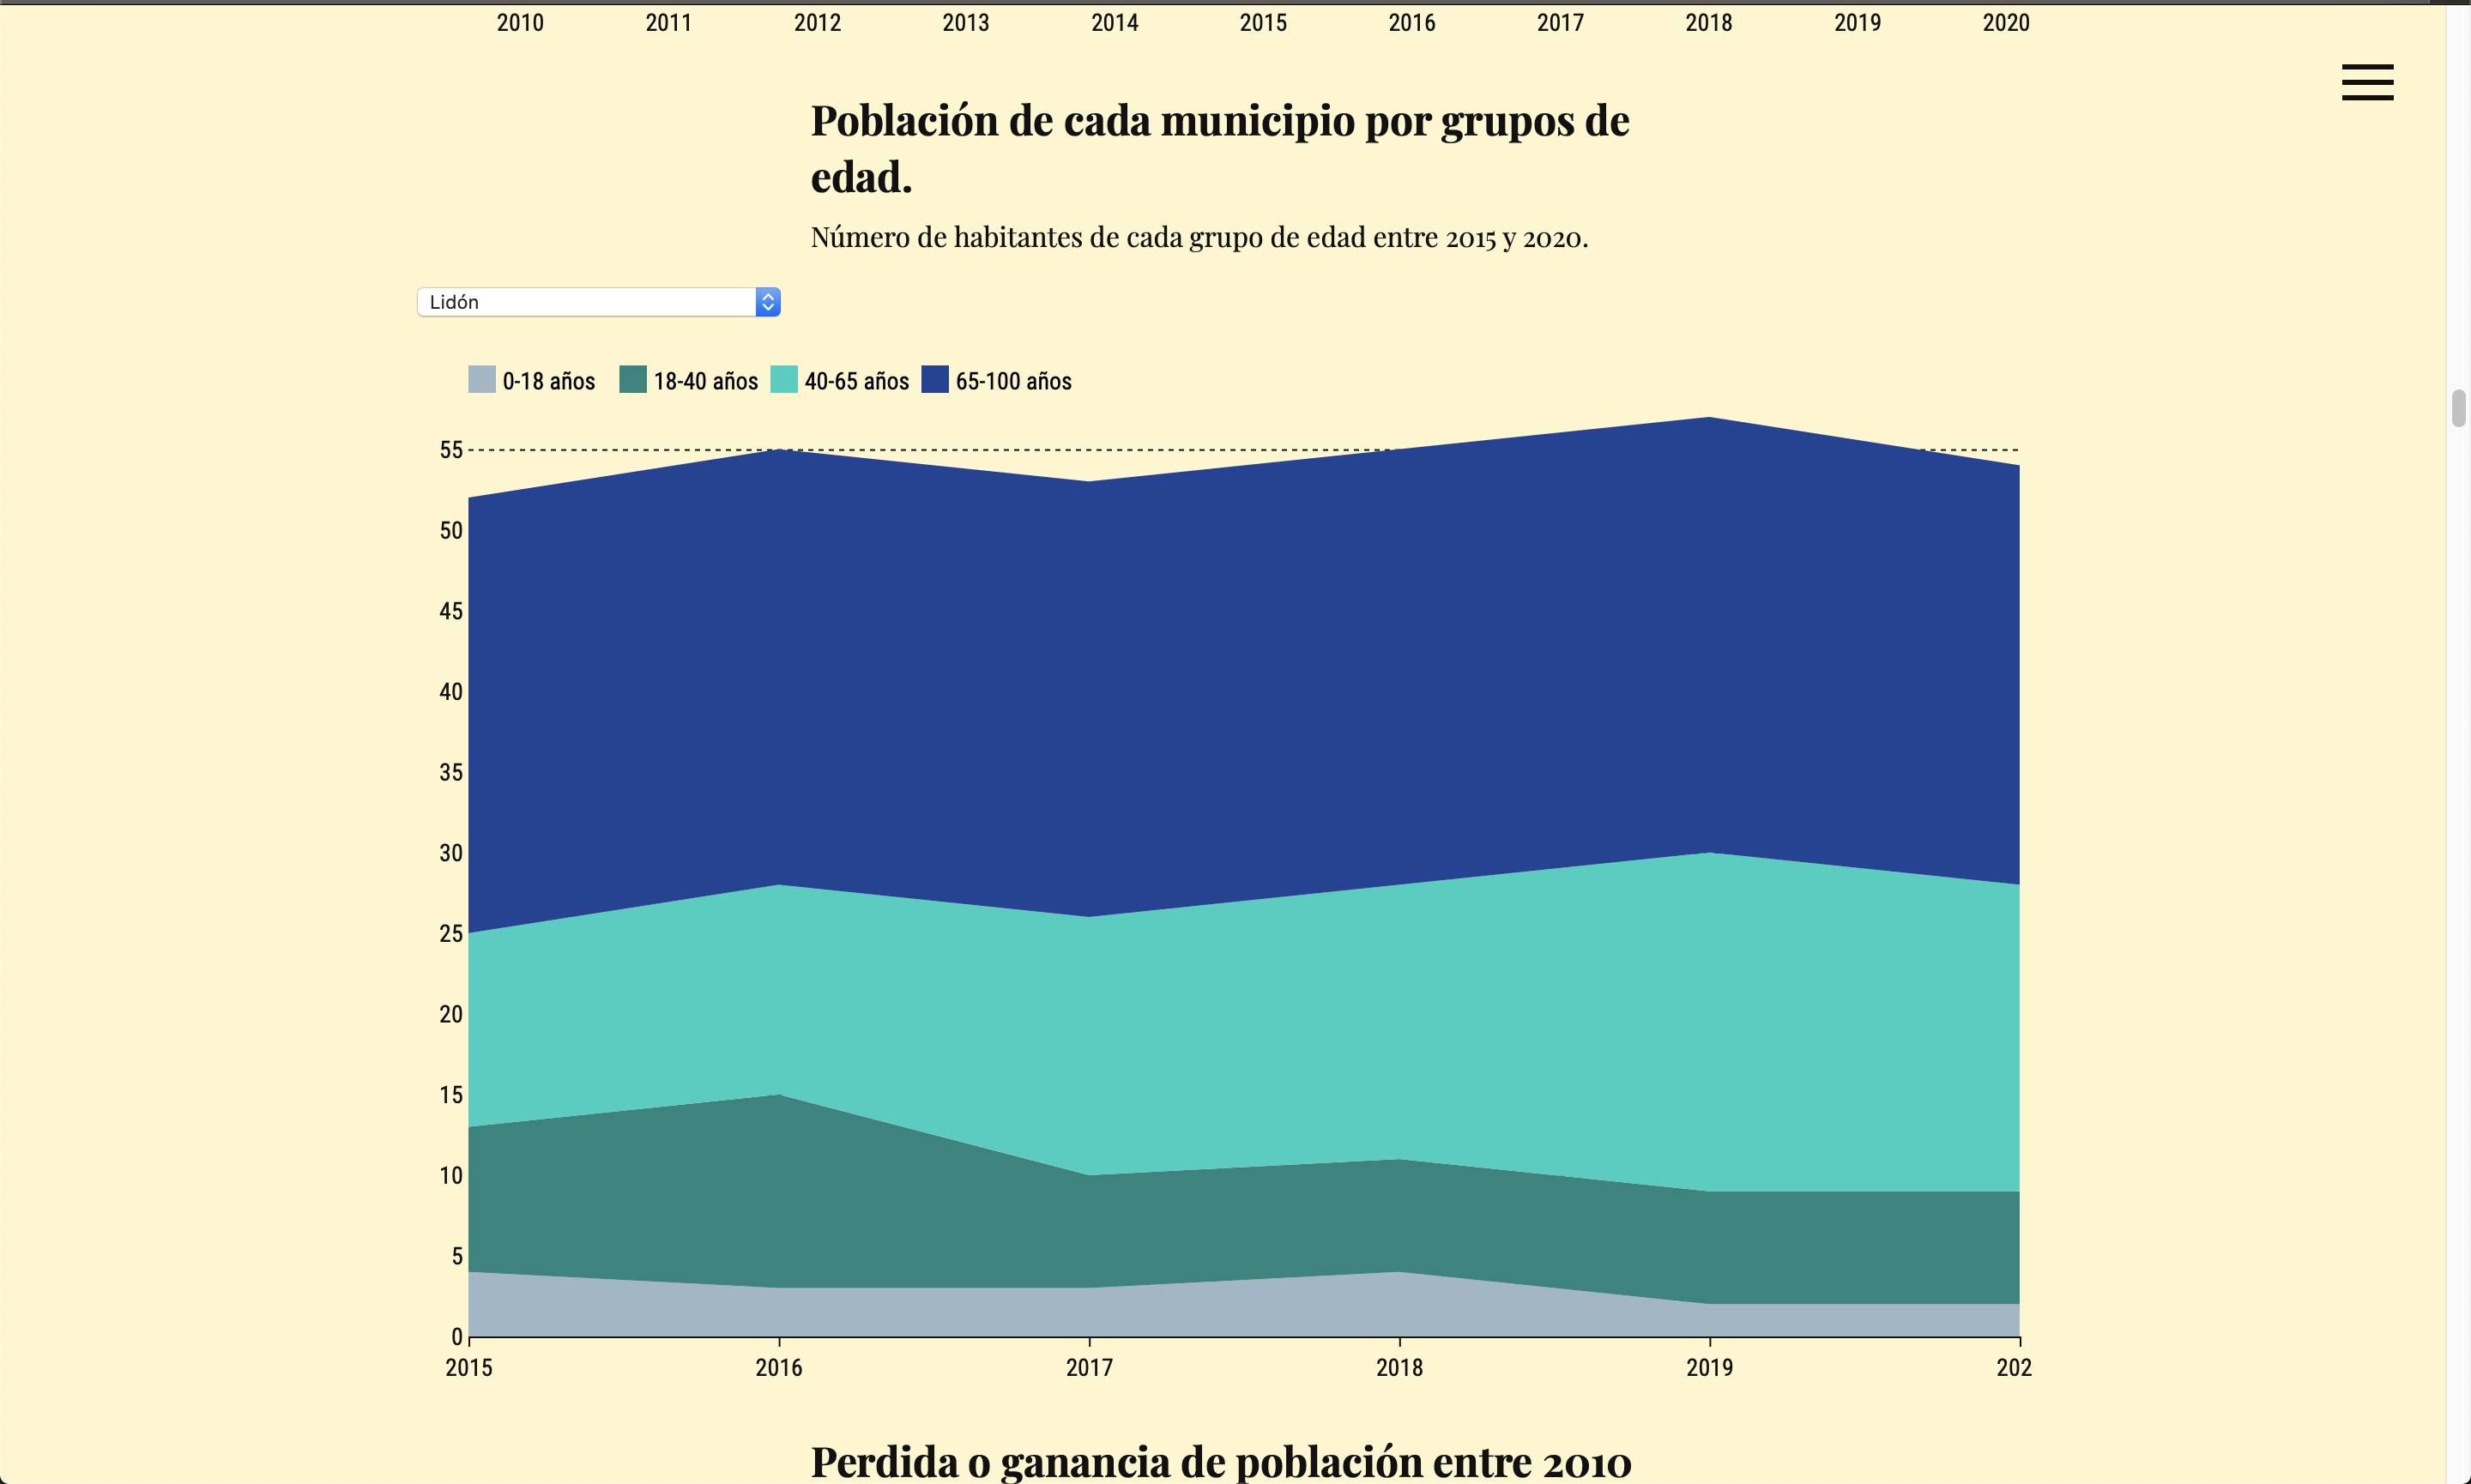 2010 2011 2012 2013 2014 2015 2016 2017 2018 2019 2020
Población de cada municipio por grupos de
edad.
Número de habitantes de cada grupo de edad entre 2015 y 2020.
Lidón
0-18 años 18-40 años 40-65 años 65-100 años
55
50
45
40
35
30
25
20
15
10
5
0
2015 2016 2017 2018 2019 202
Perdida o ganancia de población entre 2010